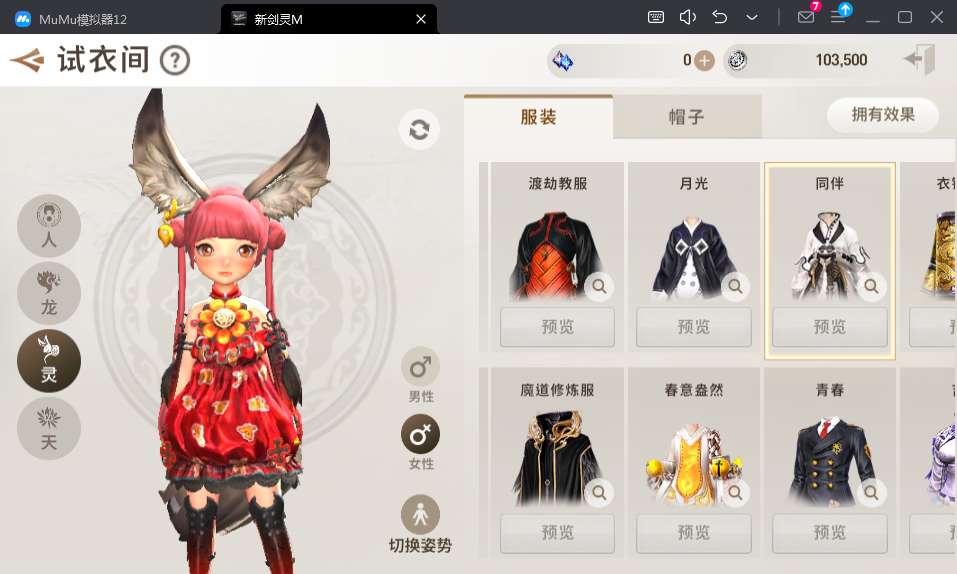 MuMu模拟器12
新剑灵M
7
试衣间
?
0
103,500
服装
帽子
拥有效果
人
龙
灵
天
男性
女性
切换姿势
渡劫教服
月光
同伴
预览
预览
预览
魔道修炼服
春意盎然
青春
预览
预览
预览